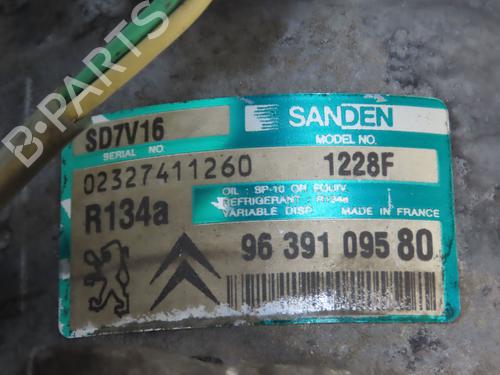 B-PARTS
SD7V16
SANDEN
SERIAL NO.
MODEL NO.
02327411260
1228F
R134a
OIL : SP-10 OR EQUIV.
REFRIGERANT : R134a
VARIABLE DISP. MADE IN FRANCE
96 391 095 80